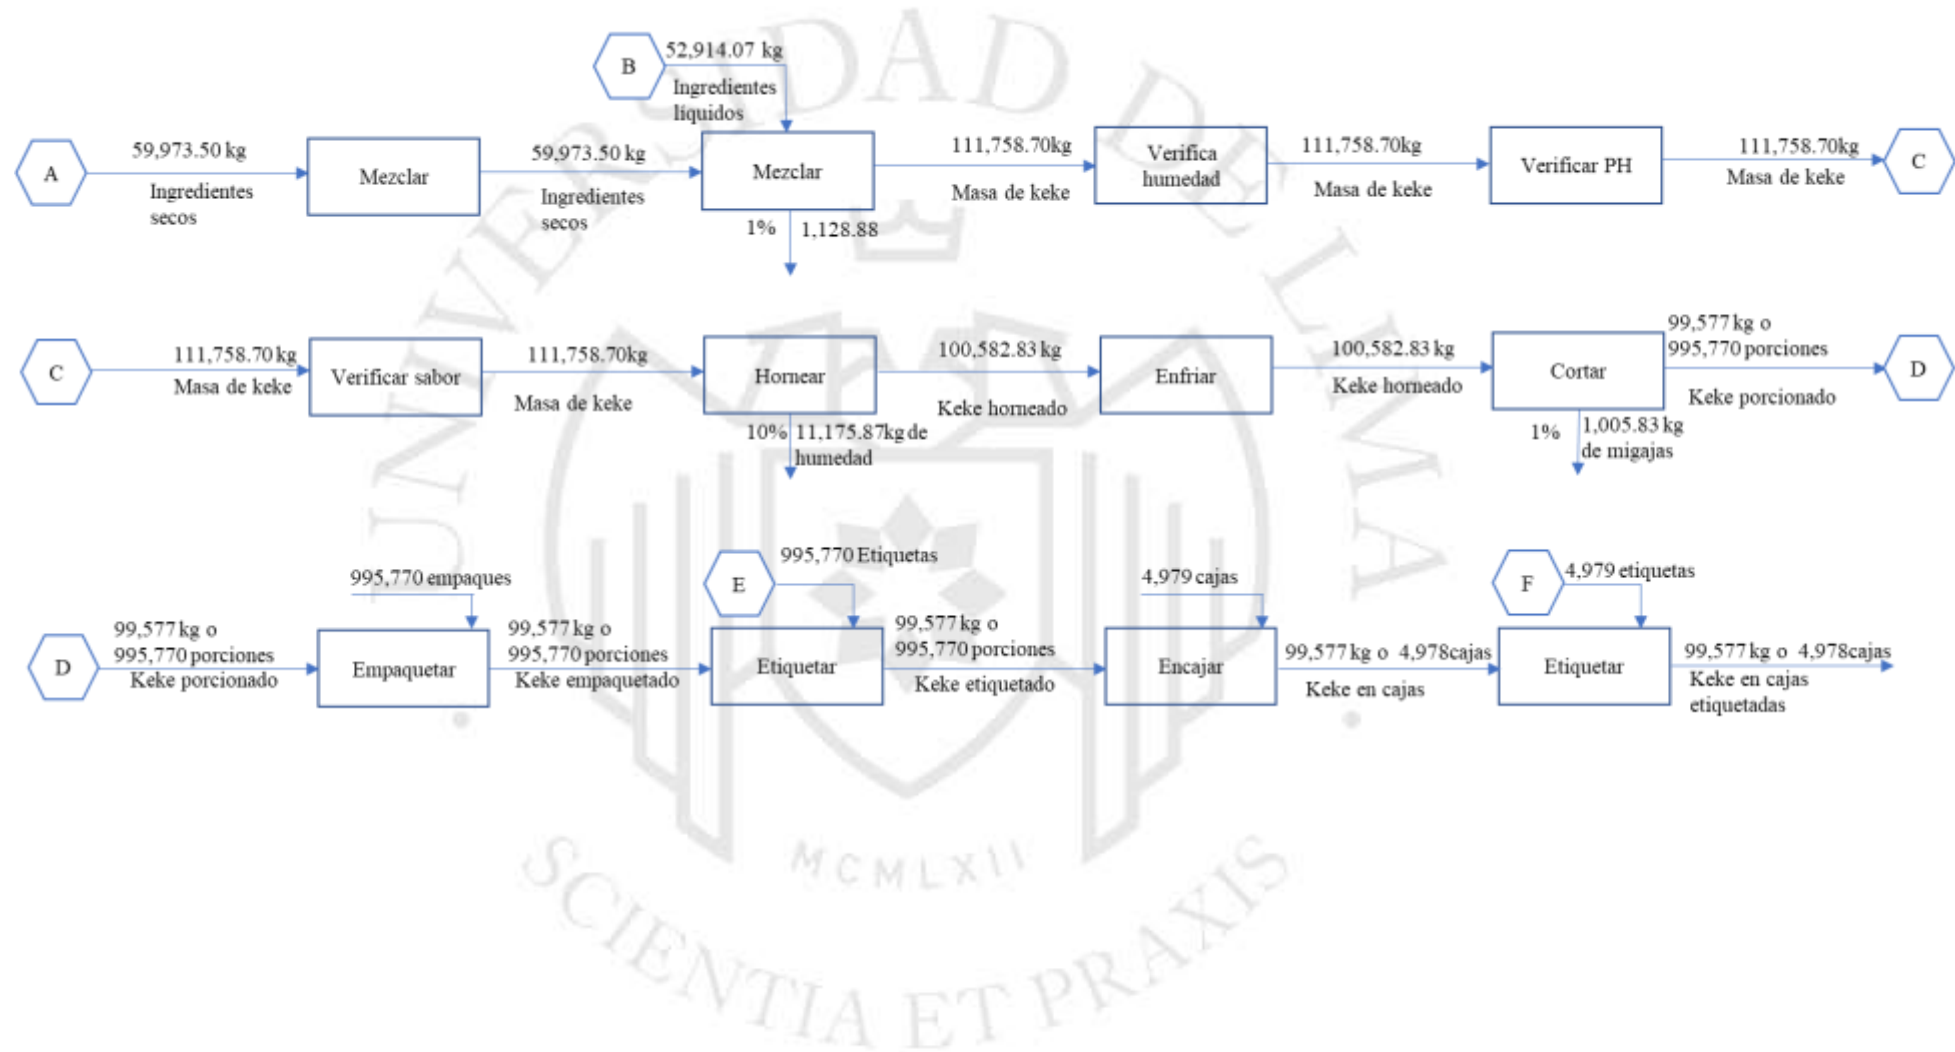 B
52,914.07 kg
Ingredientes
líquidos
A
59,973.50 kg
Ingredientes
secos
Mezclar
59,973.50 kg
Ingredientes
secos
Mezclar
1% 1,128.88
111,758.70kg
Masa de keke
Verifica
humedad
111,758.70kg
Masa de keke
Verificar PH
111,758.70kg
Masa de keke
C
C
111,758.70 kg
Masa de keke
Verificar sabor
111,758.70kg
Masa de keke
Hornear
10% 11,175.87kg de
humedad
100,582.83 kg
Keke horneado
Enfriar
100,582.83 kg
Keke horneado
Cortar
1% 1,005.83 kg
de migajas
99,577 kg o
995,770 porciones
Keke porcionado
D
D
99,577 kg o
995,770 porciones
Keke porcionado
995,770 empaques
Empaquetar
99,577 kg o
995,770 porciones
Keke empaquetado
E
995,770 Etiquetas
Etiquetar
99,577 kg o
995,770 porciones
Keke etiquetado
4,979 cajas
Encajar
99,577 kg o 4,978cajas
Keke en cajas
F
4,979 etiquetas
Etiquetar
99,577 kg o 4,978cajas
Keke en cajas
etiquetadas
UNIVERSIDAD DE LIMA
MCMLXII
SCIENTIA ET PRAXIS